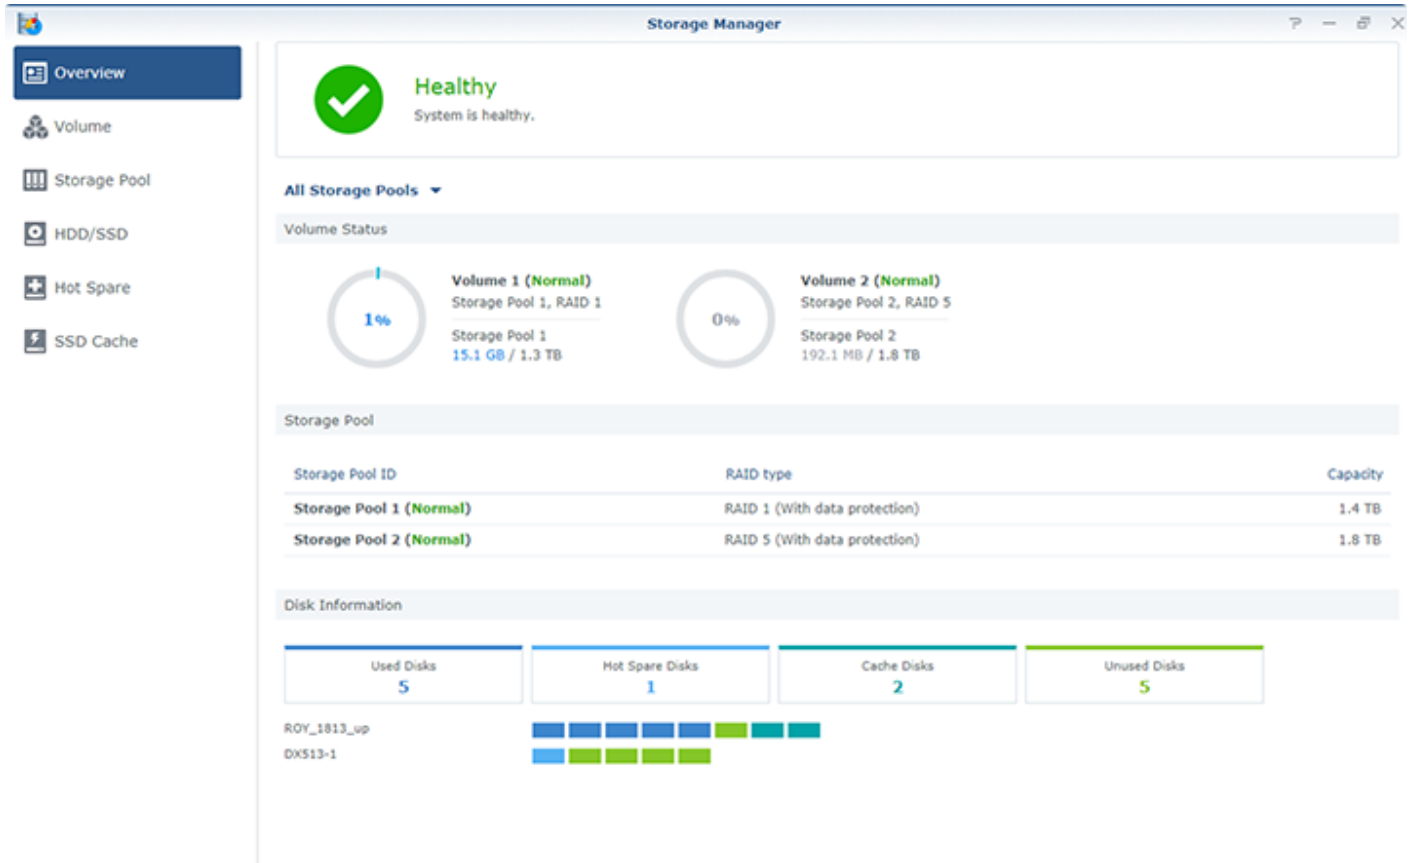 Storage Manager
Overview
Volume
Storage Pool
HDD/SSD
Hot Spare
SSD Cache
Healthy
System is healthy.
All Storage Pools
Volume Status
1%
Volume 1 (Normal)
Storage Pool 1, RAID 1
Storage Pool 1
15.1 GB / 1.3 TB
0%
Volume 2 (Normal)
Storage Pool 2, RAID 5
Storage Pool 2
192.1 MB / 1.8 TB
Storage Pool
Storage Pool ID RAID type Capacity
Storage Pool 1 (Normal) RAID 1 (With data protection) 1.4 TB
Storage Pool 2 (Normal) RAID 5 (With data protection) 1.8 TB
Disk Information
Used Disks
5
Hot Spare Disks
1
Cache Disks
2
Unused Disks
5
ROY_1813_up
DX513-1